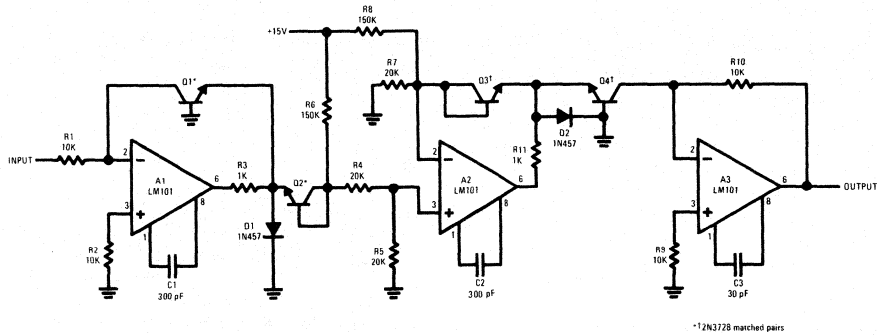 R8
150K
+15V
R7
20K
Q1*
Q3†
Q4†
R10
10K
R6
150K
D2
1N457
R1
10K
INPUT
2
A1
LM101
3
6
8
1
R3
1K
Q2*
R4
20K
2
A2
LM101
3
6
8
1
R11
1K
2
A3
LM101
3
6
8
1
OUTPUT
D1
1N457
R2
10K
R5
20K
R9
10K
C1
300 pF
C2
300 pF
C3
30 pF
*†2N3728 matched pairs